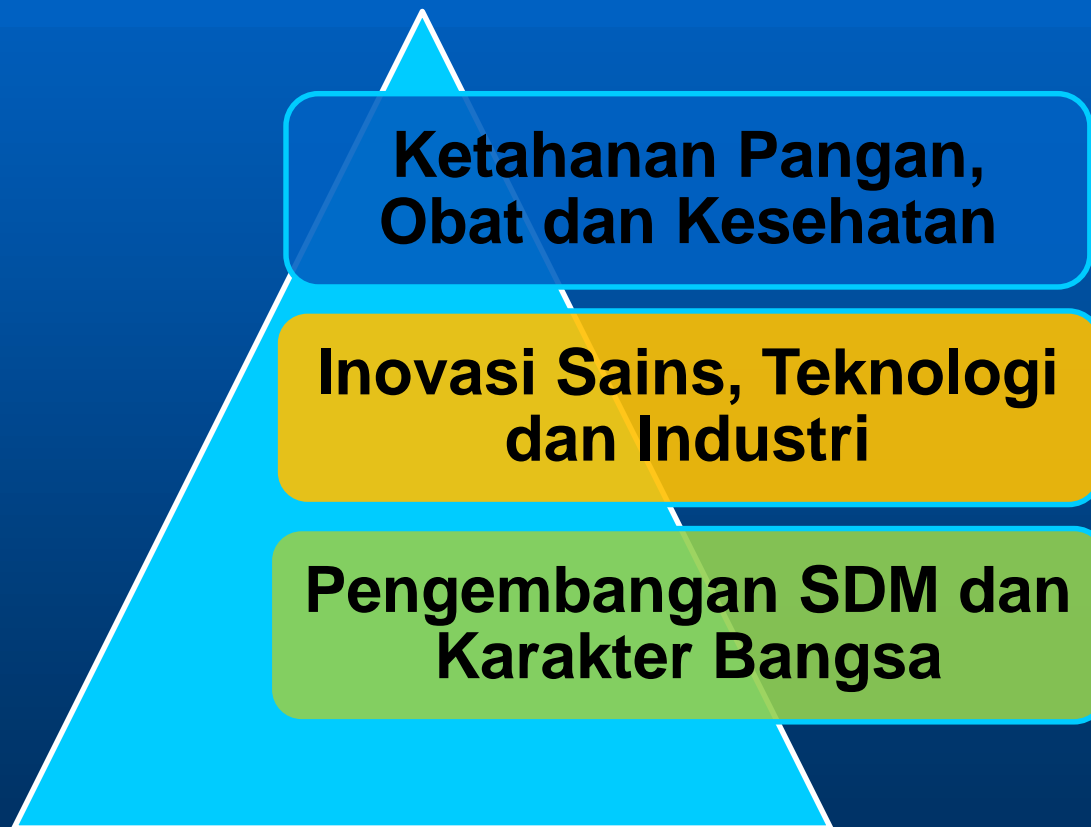 Ketahanan Pangan,
Obat dan Kesehatan
Inovasi Sains, Teknologi
dan Industri
Pengembangan SDM dan
Karakter Bangsa